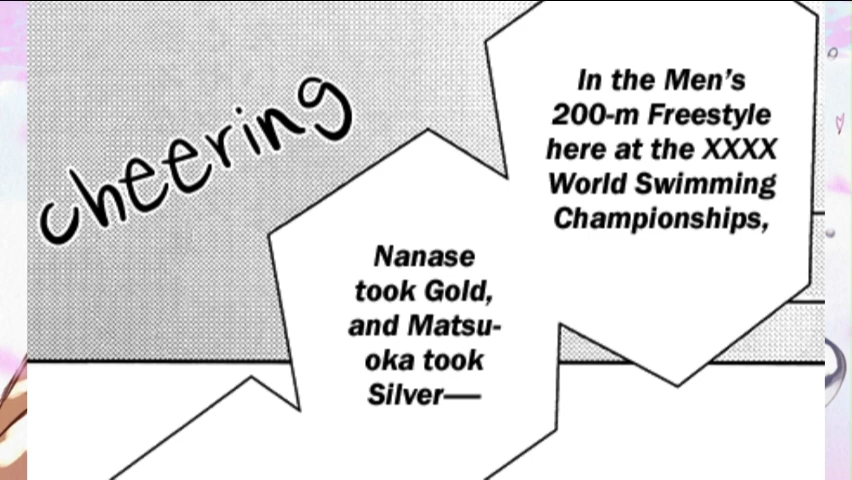 cheering
In the Men's
200-m Freestyle
here at the XXXX
World Swimming
Championships,
Nanase
took Gold,
and Matsu-
oka took
Silver—